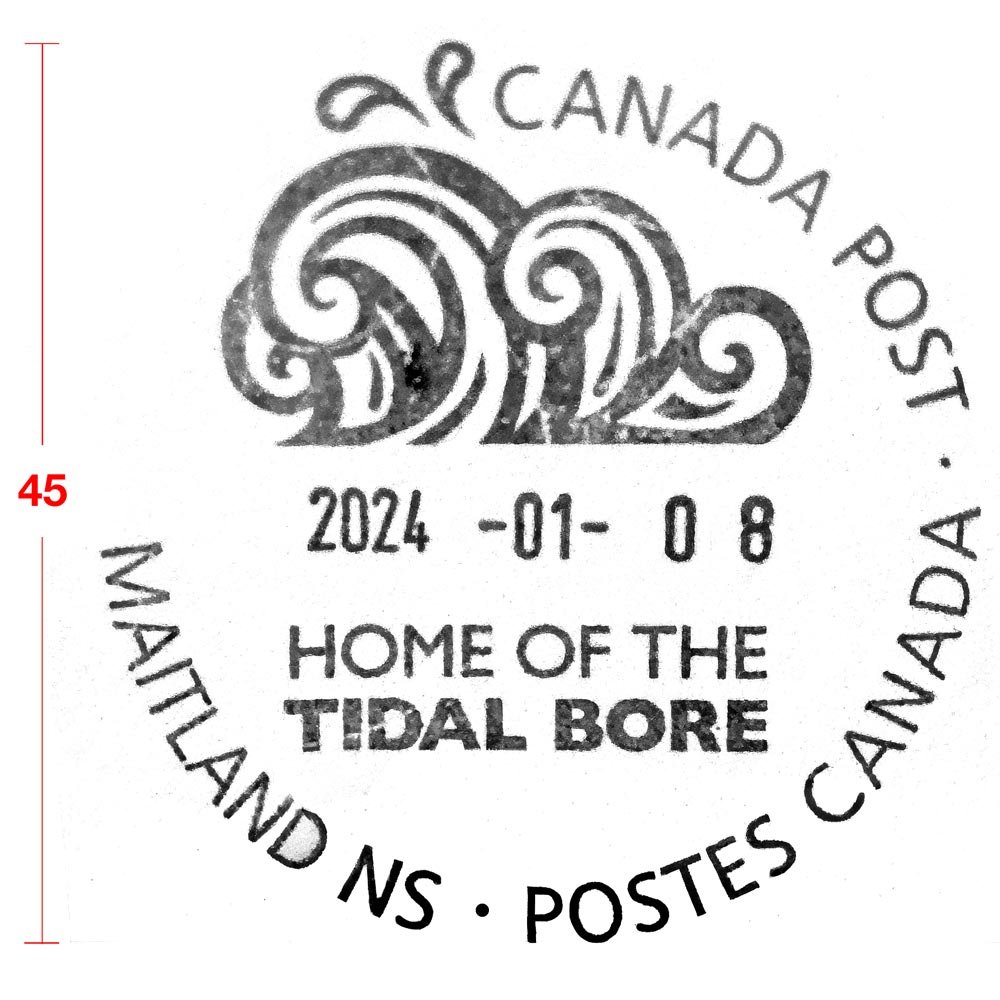 CANADA POST · POSTES CANADA · MAITLAND NS
45
2024 -01- 0 8
HOME OF THE
TIDAL BORE